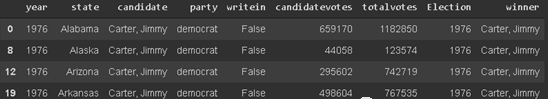 year state candidate party writein candidatevotes totalvotes Election winner
0 1976 Alabama Carter, Jimmy democrat False 659170 1182850 1976 Carter, Jimmy
8 1976 Alaska Carter, Jimmy democrat False 44058 123574 1976 Carter, Jimmy
12 1976 Arizona Carter, Jimmy democrat False 295602 742719 1976 Carter, Jimmy
19 1976 Arkansas Carter, Jimmy democrat False 498604 767535 1976 Carter, Jimmy